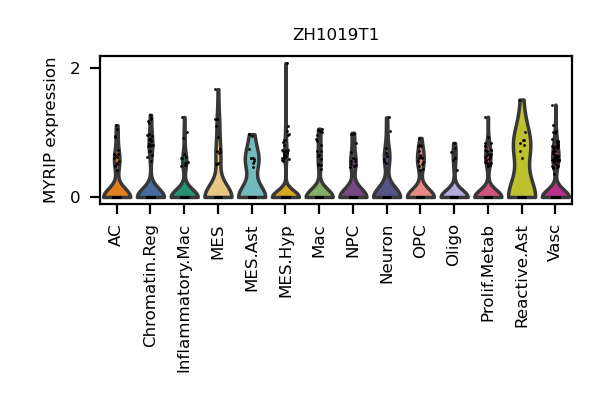 ZH1019T1
MYRIP expression
2
0
AC
Chromatin.Reg
Inflammatory.Mac
MES
MES.Ast
MES.Hyp
Mac
NPC
Neuron
OPC
Oligo
Prolif.Metab
Reactive.Ast
Vasc